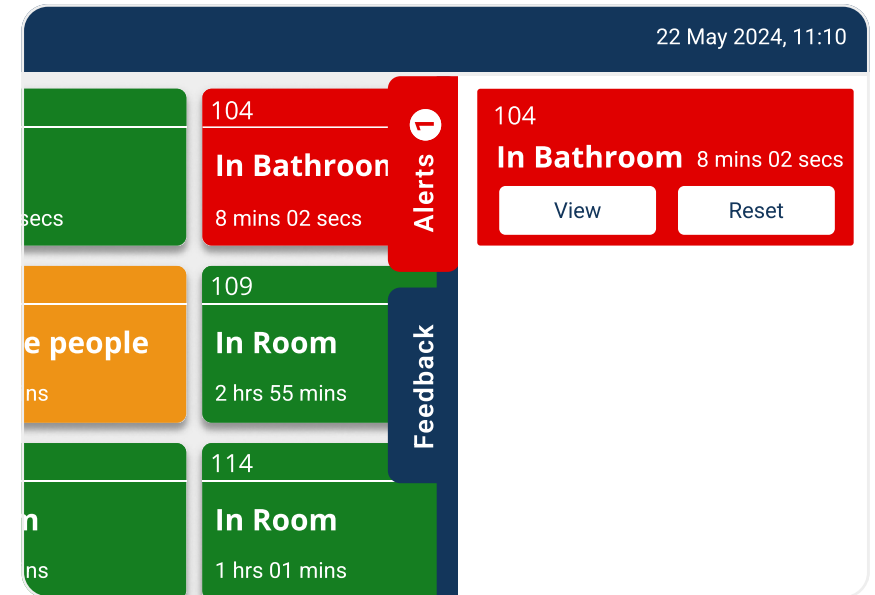 22 May 2024, 11:10
secs
e people
ns
ns
104
In Bathroom
8 mins 02 secs
109
In Room
2 hrs 55 mins
114
In Room
1 hrs 01 mins
Alerts 1
Feedback
104
In Bathroom 8 mins 02 secs
View
Reset